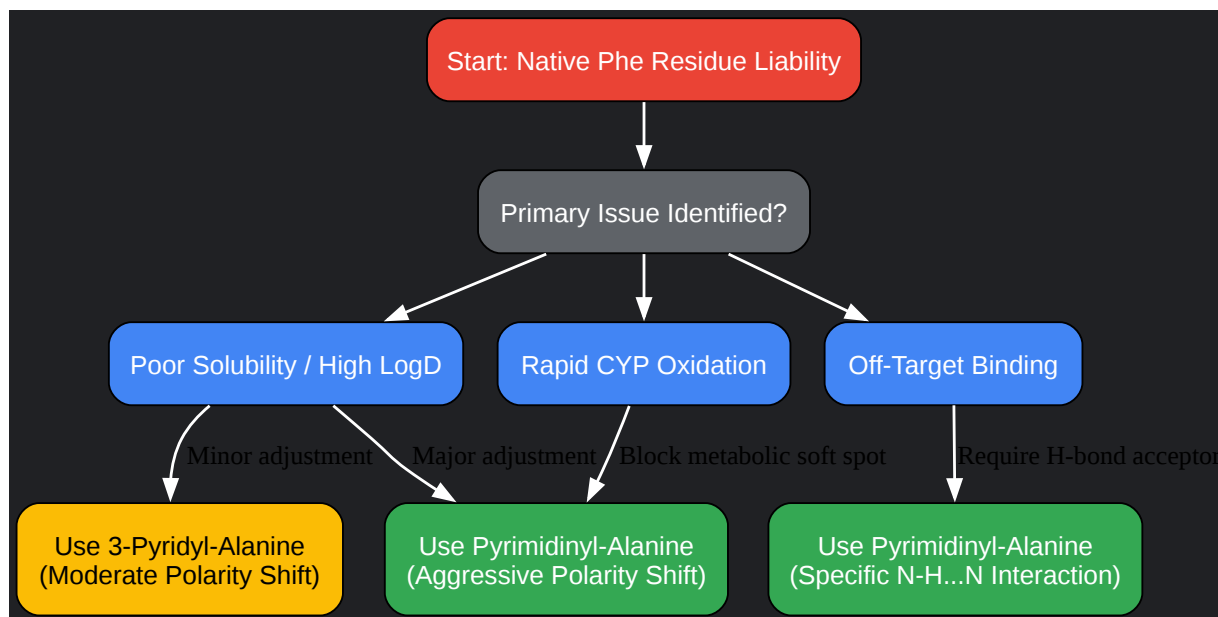 Start: Native Phe Residue Liability
Primary Issue Identified?
Poor Solubility / High LogD
Rapid CYP Oxidation
Off-Target Binding
Minor adjustment
Major adjustment
Block metabolic soft spot
Require H-bond acceptor
Use 3-Pyridyl-Alanine
(Moderate Polarity Shift)
Use Pyrimidinyl-Alanine
(Aggressive Polarity Shift)
Use Pyrimidinyl-Alanine
(Specific N-H...N Interaction)